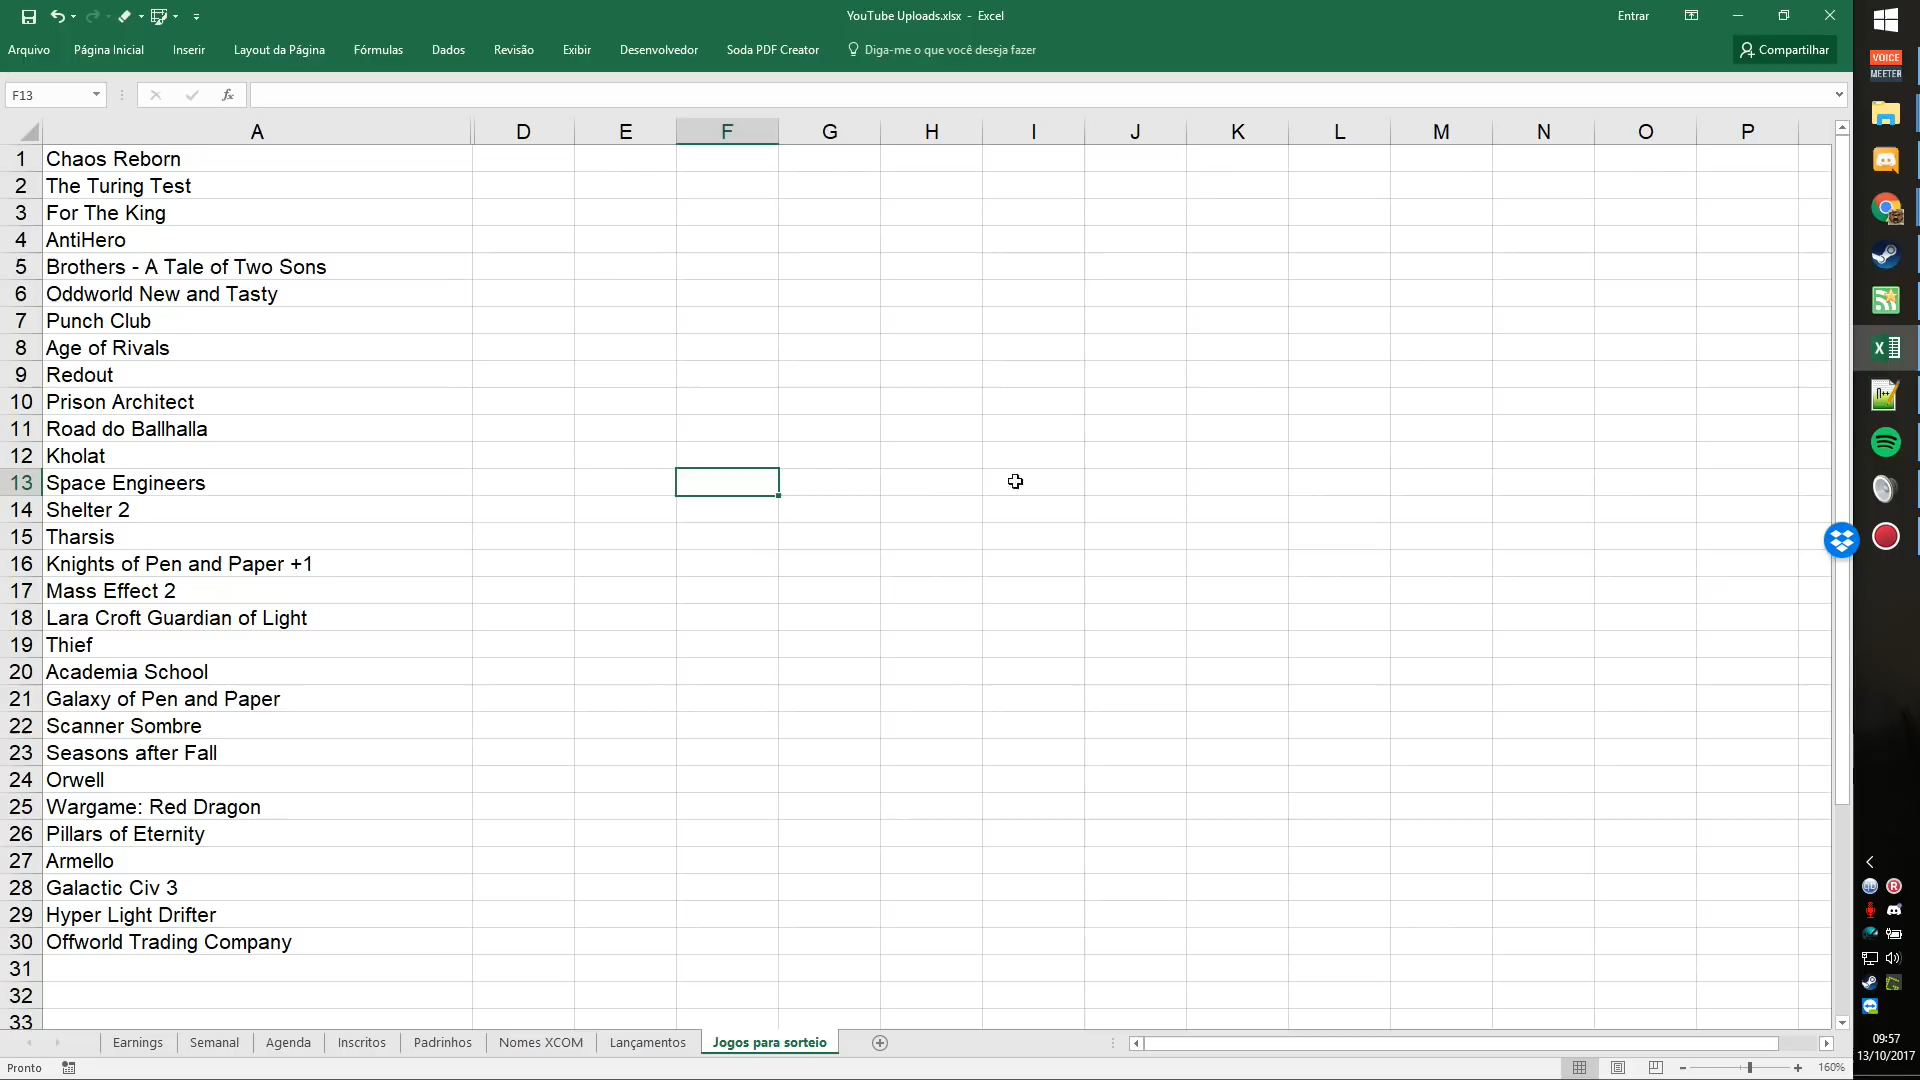 YouTube Uploads.xlsx - Excel
Entrar
Arquivo Página Inicial Inserir Layout da Página Fórmulas Dados Revisão Exibir Desenvolvedor Soda PDF Creator Diga-me o que você deseja fazer Compartilhar
F13 fx
A D E F G H I J K L M N O P
1 Chaos Reborn
2 The Turing Test
3 For The King
4 AntiHero
5 Brothers - A Tale of Two Sons
6 Oddworld New and Tasty
7 Punch Club
8 Age of Rivals
9 Redout
10 Prison Architect
11 Road do Ballhalla
12 Kholat
13 Space Engineers
14 Shelter 2
15 Tharsis
16 Knights of Pen and Paper +1
17 Mass Effect 2
18 Lara Croft Guardian of Light
19 Thief
20 Academia School
21 Galaxy of Pen and Paper
22 Scanner Sombre
23 Seasons after Fall
24 Orwell
25 Wargame: Red Dragon
26 Pillars of Eternity
27 Armello
28 Galactic Civ 3
29 Hyper Light Drifter
30 Offworld Trading Company
31
32
33
Earnings Semanal Agenda Inscritos Padrinhos Nomes XCOM Lançamentos Jogos para sorteio
Pronto
160%
VOICE
MEETER
09:57
13/10/2017